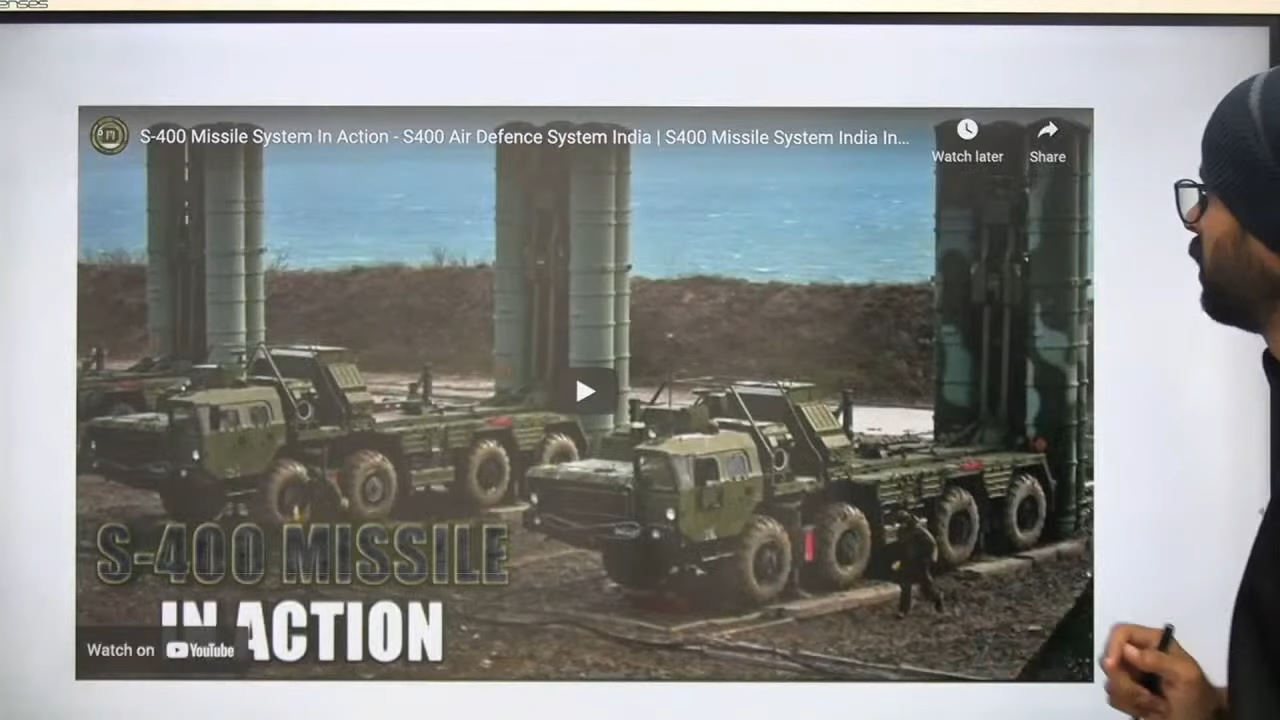 enses
S-400 Missile System In Action - S400 Air Defence System India | S400 Missile System India In...
Watch later
Share
S-400 MISSILE
IN ACTION
Watch on YouTube